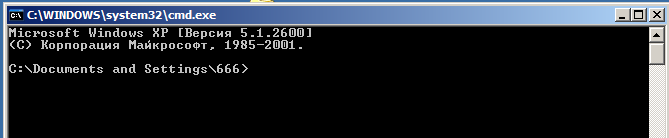 C:\WINDOWS\system32\cmd.exe
Microsoft Windows XP [Версия 5.1.2600]
(С) Корпорация Майкрософт, 1985-2001.
C:\Documents and Settings\666>